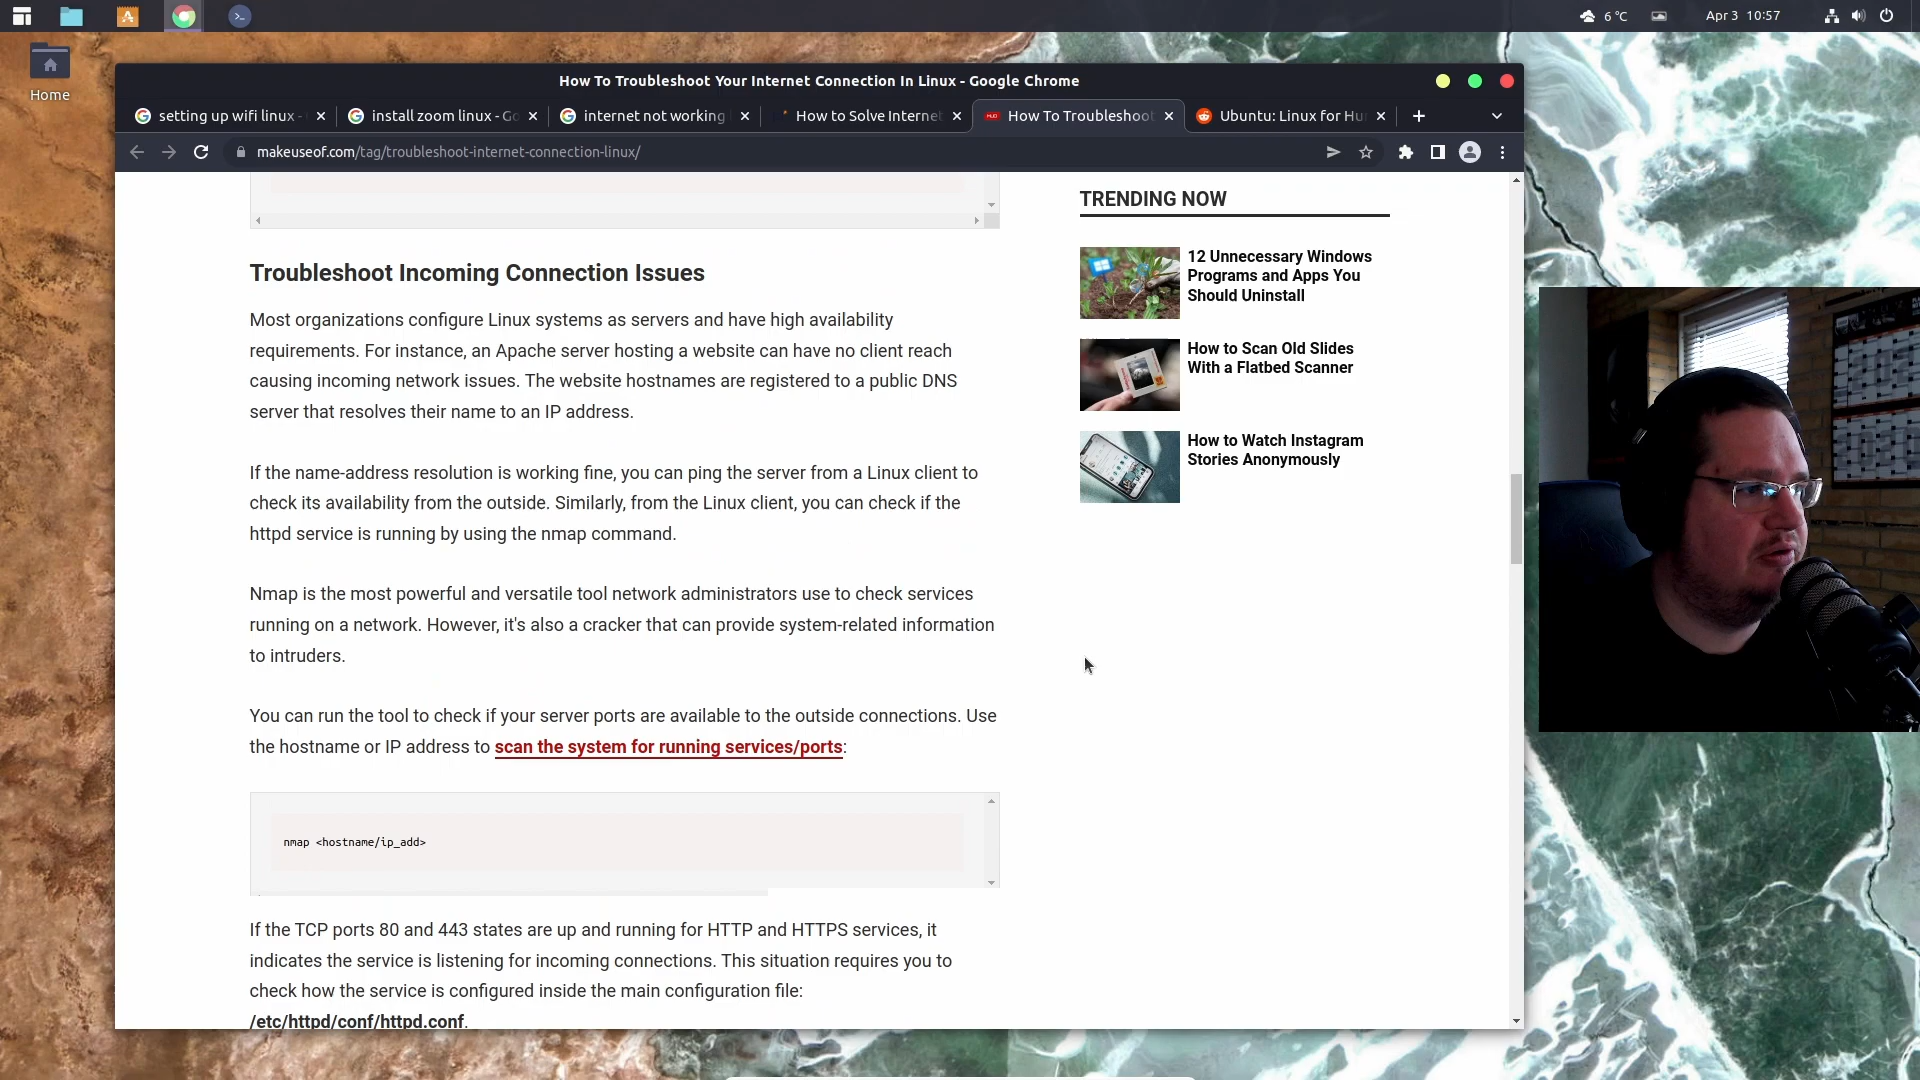 6 °C
Apr 3 10:57
Home
How To Troubleshoot Your Internet Connection In Linux - Google Chrome
setting up wifi linux -
install zoom linux - Go
internet not working
How to Solve Internet
How To Troubleshoot
Ubuntu: Linux for Hu
makeuseof.com/tag/troubleshoot-internet-connection-linux/
Troubleshoot Incoming Connection Issues
Most organizations configure Linux systems as servers and have high availability
requirements. For instance, an Apache server hosting a website can have no client reach
causing incoming network issues. The website hostnames are registered to a public DNS
server that resolves their name to an IP address.
If the name-address resolution is working fine, you can ping the server from a Linux client to
check its availability from the outside. Similarly, from the Linux client, you can check if the
httpd service is running by using the nmap command.
Nmap is the most powerful and versatile tool network administrators use to check services
running on a network. However, it's also a cracker that can provide system-related information
to intruders.
You can run the tool to check if your server ports are available to the outside connections. Use
the hostname or IP address to scan the system for running services/ports:
nmap <hostname/ip_add>
If the TCP ports 80 and 443 states are up and running for HTTP and HTTPS services, it
indicates the service is listening for incoming connections. This situation requires you to
check how the service is configured inside the main configuration file:
/etc/httpd/conf/httpd.conf.
TRENDING NOW
12 Unnecessary Windows
Programs and Apps You
Should Uninstall
How to Scan Old Slides
With a Flatbed Scanner
How to Watch Instagram
Stories Anonymously